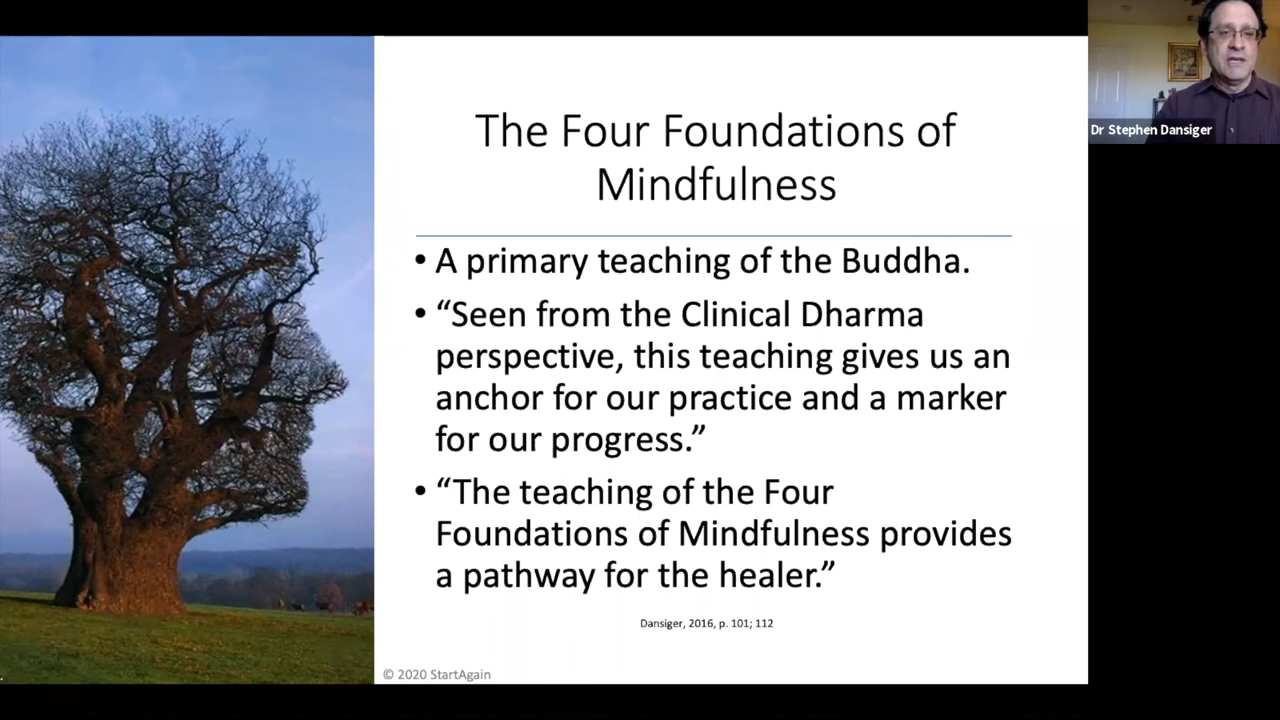 The Four Foundations of
Mindfulness
• A primary teaching of the Buddha.
• “Seen from the Clinical Dharma
perspective, this teaching gives us an
anchor for our practice and a marker
for our progress.”
• “The teaching of the Four
Foundations of Mindfulness provides
a pathway for the healer.”
Dansiger, 2016, p. 101; 112
© 2020 StartAgain
Dr Stephen Dansiger